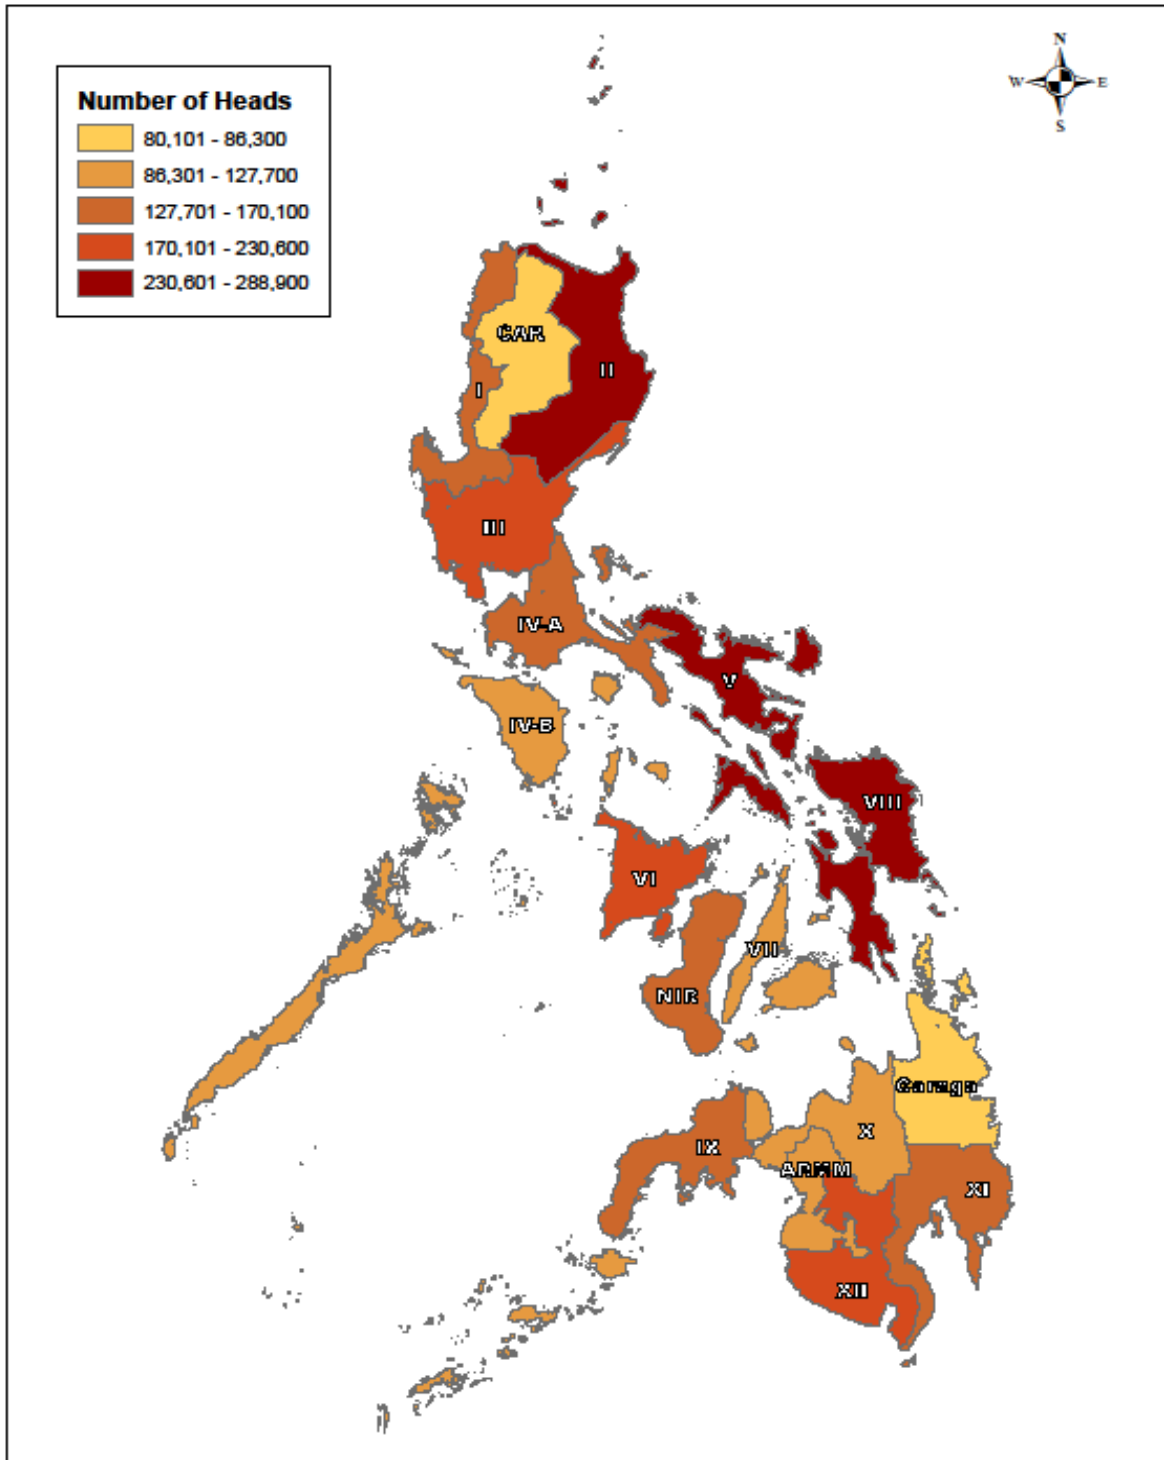 N
W E
S
Number of Heads
80,101 - 86,300
86,301 - 127,700
127,701 - 170,100
170,101 - 230,600
230,601 - 288,900
CAR
II
I
III
IV-A
V
IV-B
VIII
VI
VII
NIR
Caraga
X
IX
ARMM
XI
XII